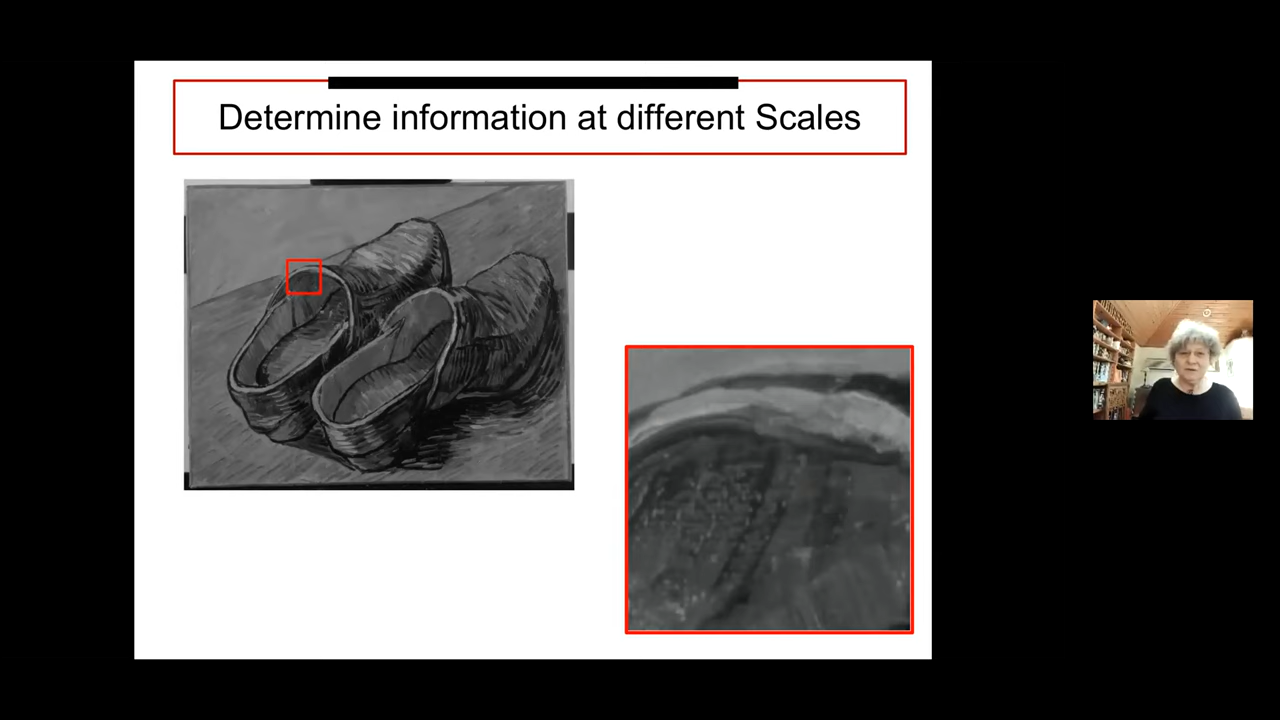 Determine information at different Scales